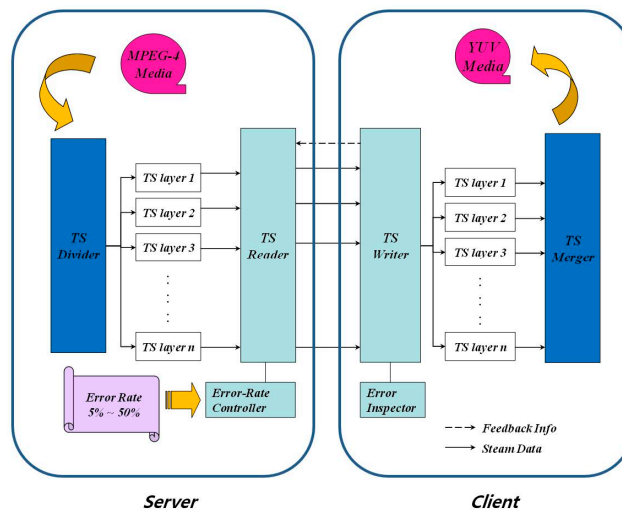 MPEG-4
Media
YUV
Media
TS
Divider
TS layer 1
TS layer 2
TS layer 3
TS layer n
TS
Reader
Error Rate
5% ~ 50%
Error-Rate
Controller
TS
Writer
Error
Inspector
TS layer 1
TS layer 2
TS layer 3
TS layer n
TS
Merger
Feedback Info
Steam Data
Server
Client